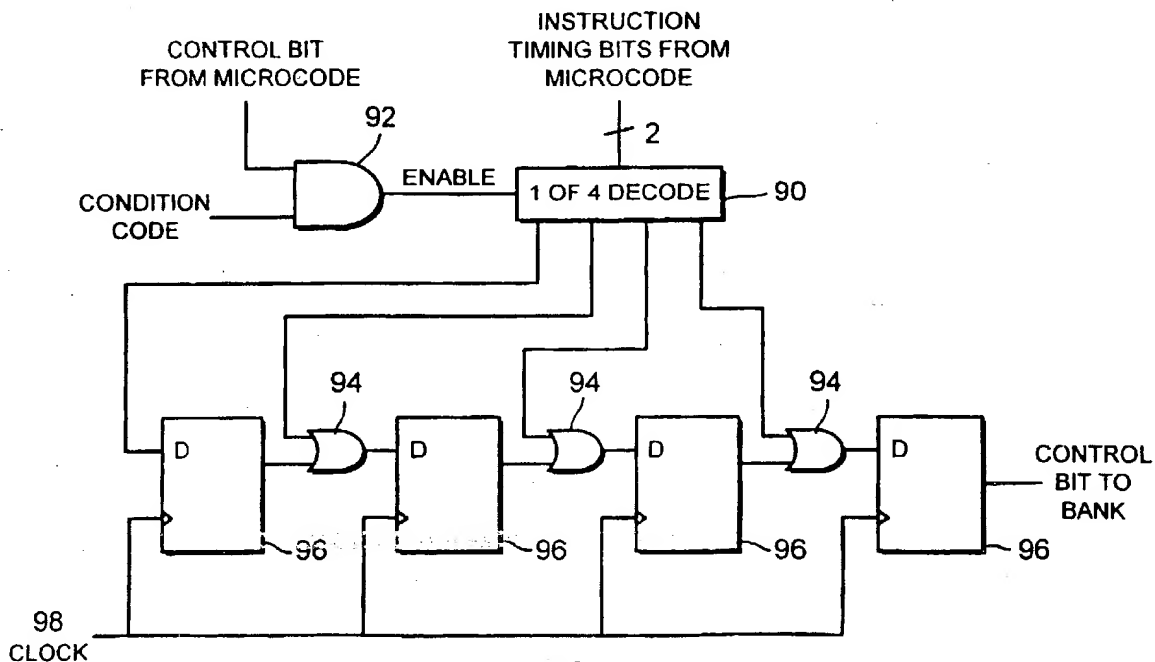 INSTRUCTION
TIMING BITS FROM
MICROCODE
CONTROL BIT
FROM MICROCODE
92
2
ENABLE
1 OF 4 DECODE
90
CONDITION
CODE
94
94
94
D
D
D
D
CONTROL
BIT TO
BANK
96
96
96
96
98
CLOCK